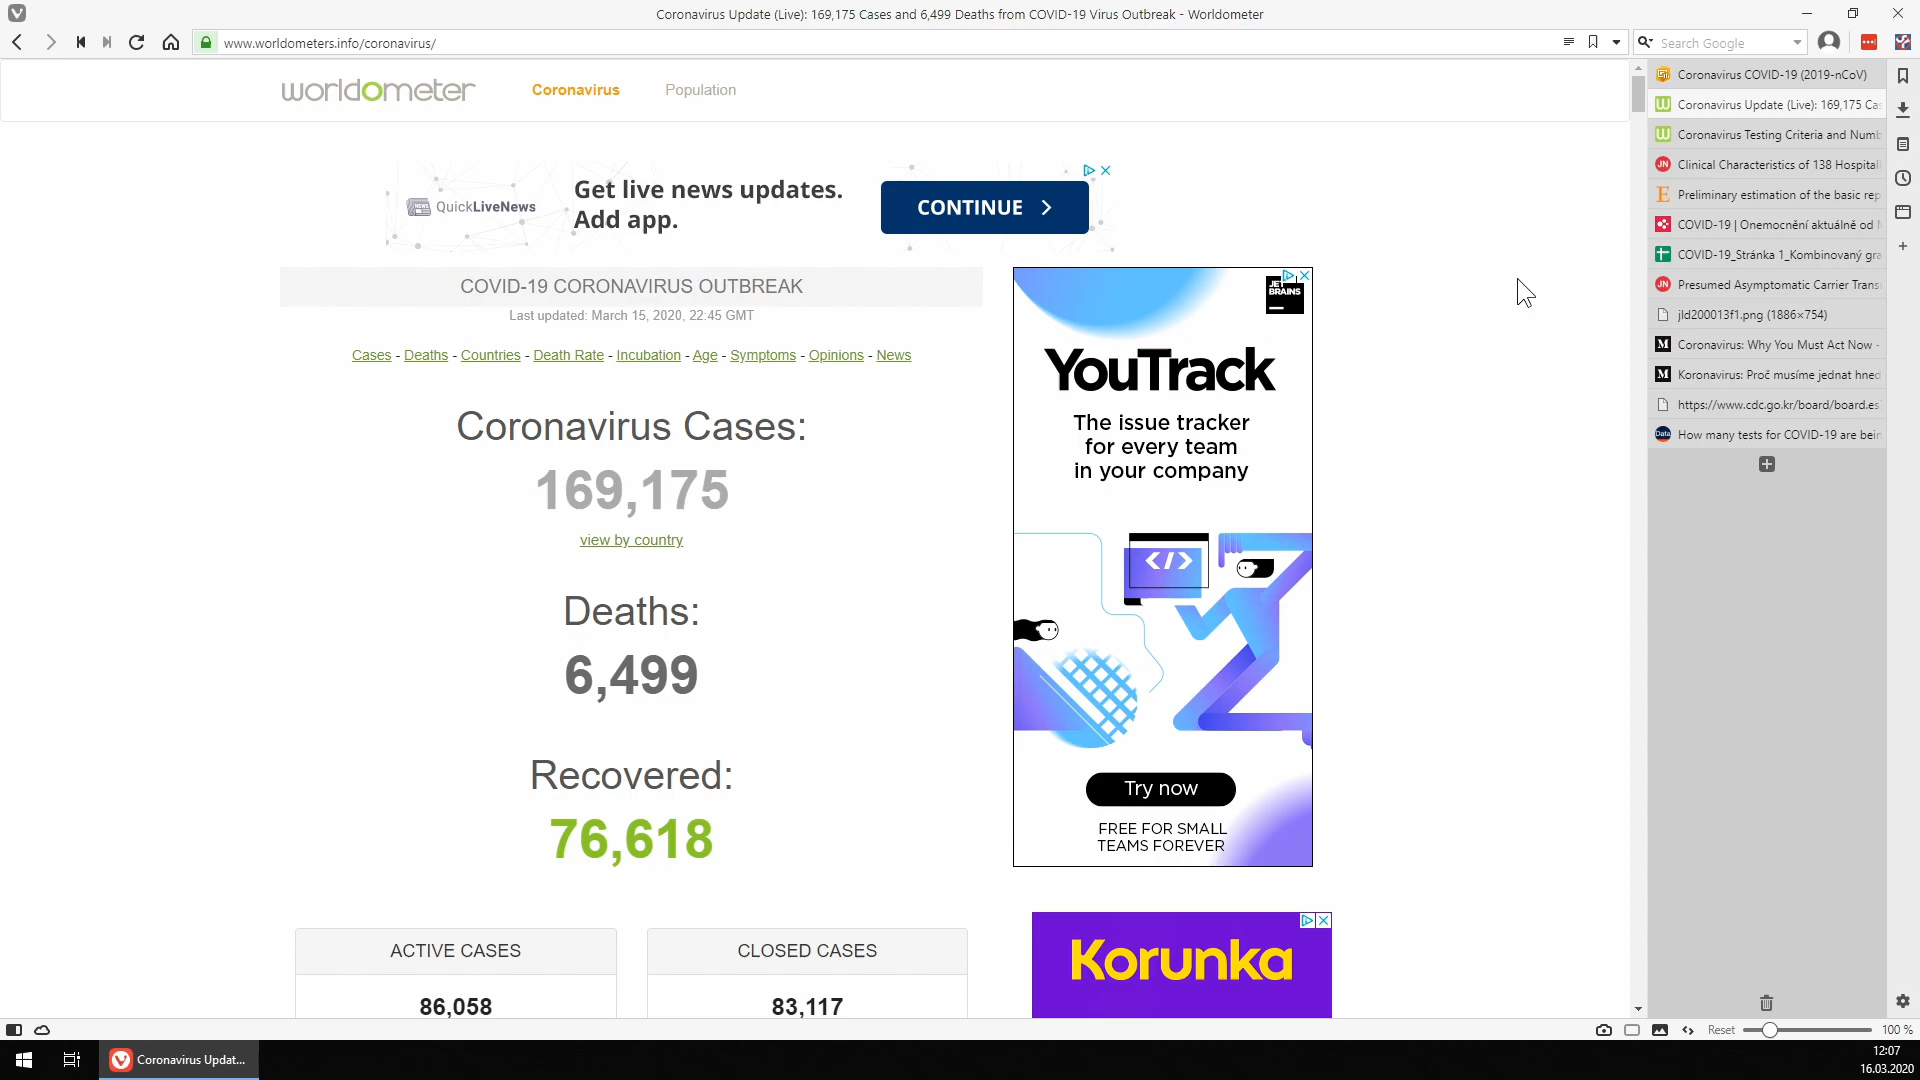 Coronavirus Update (Live): 169,175 Cases and 6,499 Deaths from COVID-19 Virus Outbreak - Worldometer
www.worldometers.info/coronavirus/
Search Google
worldometer
Coronavirus
Population
QuickLiveNews
Get live news updates.
Add app.
CONTINUE
COVID-19 CORONAVIRUS OUTBREAK
Last updated: March 15, 2020, 22:45 GMT
Cases - Deaths - Countries - Death Rate - Incubation - Age - Symptoms - Opinions - News
Coronavirus Cases:
169,175
view by country
Deaths:
6,499
Recovered:
76,618
ACTIVE CASES
86,058
CLOSED CASES
83,117
JET
BRAINS
YouTrack
The issue tracker
for every team
in your company
</>
Try now
FREE FOR SMALL
TEAMS FOREVER
Korunka
Coronavirus COVID-19 (2019-nCoV)
Coronavirus Update (Live): 169,175 Cas
Coronavirus Testing Criteria and Numb
Clinical Characteristics of 138 Hospitali
Preliminary estimation of the basic rep
COVID-19 | Onemocnění aktuálně od
COVID-19_Stránka 1_Kombinovaný gra
Presumed Asymptomatic Carrier Trans
jld200013f1.png (1886×754)
Coronavirus: Why You Must Act Now -
Koronavirus: Proč musíme jednat hned
https://www.cdc.go.kr/board/board.es
How many tests for COVID-19 are bein
Reset
100 %
Coronavirus Updat...
12:07
16.03.2020